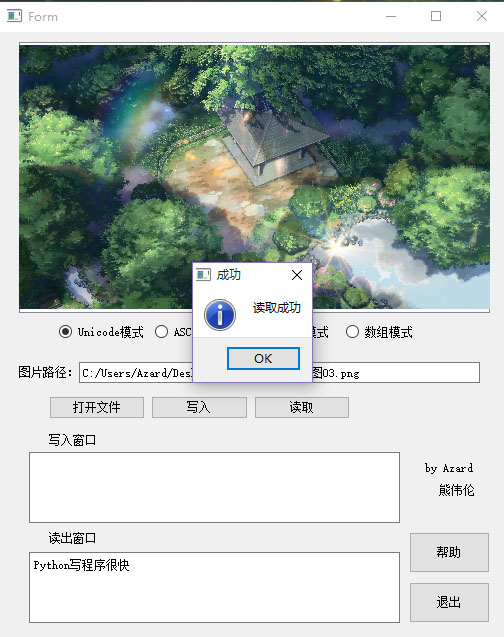 Form
成功
读取成功
OK
Unicode模式
ASC
模式
数组模式
图片路径:
C:/Users/Azard/Des
图03.png
打开文件
写入
读取
写入窗口
by Azard
熊伟伦
读出窗口
Python写程序很快
帮助
退出